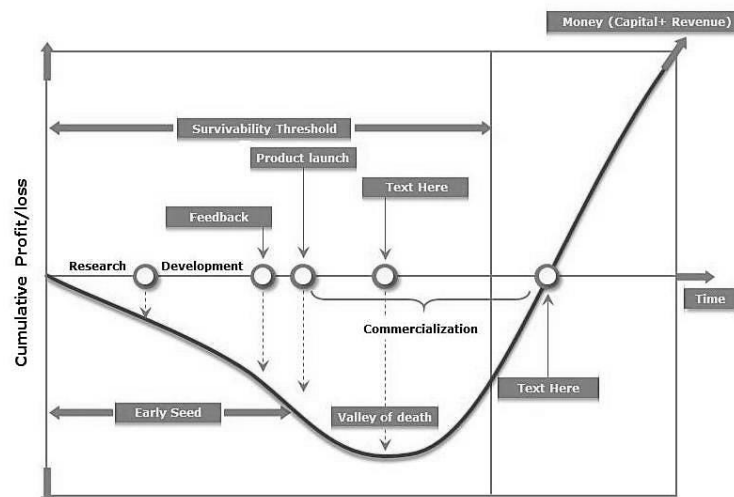 Money (Capital+ Revenue)
Survivability Threshold
Product launch
Text Here
Feedback
Research
Development
Cumulative Profit/loss
Time
Commercialization
Text Here
Early Seed
Valley of death